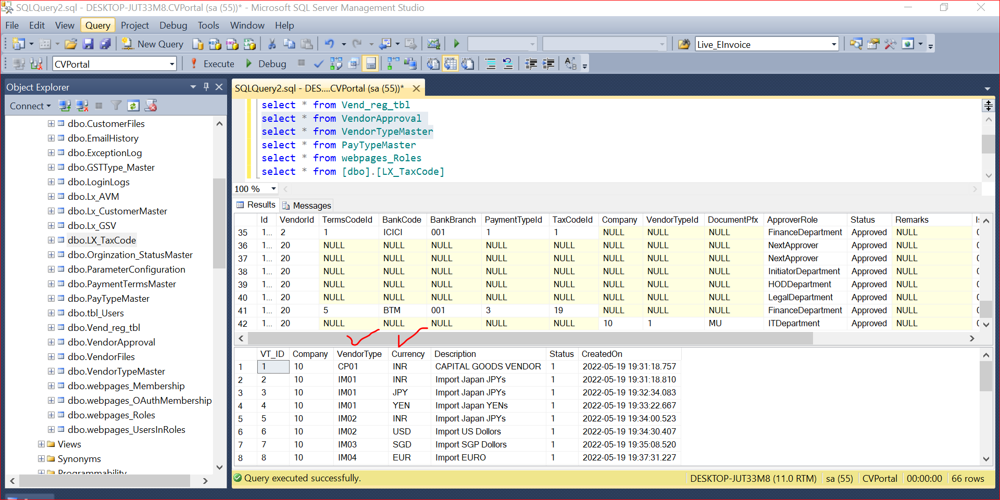 SQLQuery2.sql - DESKTOP-JUT33M8.CVPortal (sa (55))* - Microsoft SQL Server Management Studio
File Edit View Query Project Debug Tools Window Help
New Query Live_EInvoice
CVPortal Execute Debug
Object Explorer
Connect
dbo.CustomerFiles
dbo.EmailHistory
dbo.ExceptionLog
dbo.GSTType_Master
dbo.LoginLogs
dbo.Lx_AVM
dbo.Lx_CustomerMaster
dbo.Lx_GSV
dbo.LX_TaxCode
dbo.Orginzation_StatusMaster
dbo.ParameterConfiguration
dbo.PaymentTermsMaster
dbo.PayTypeMaster
dbo.tbl_Users
dbo.Vend_reg_tbl
dbo.VendorApproval
dbo.VendorFiles
dbo.VendorTypeMaster
dbo.webpages_Membership
dbo.webpages_OAuthMembership
dbo.webpages_Roles
dbo.webpages_UsersInRoles
Views
Synonyms
Programmability
SQLQuery2.sql - DES....CVPortal (sa (55))*
select * from Vend_reg_tbl
select * from VendorApproval
select * from VendorTypeMaster
select * from PayTypeMaster
select * from webpages_Roles
select * from [dbo].[LX_TaxCode]
100 %
Results Messages
Id VendorId TermsCodeId BankCode BankBranch PaymentTypeId TaxCodeId Company VendorTypeId DocumentPfx ApproverRole Status Remarks
35 1... 2 1 ICICI 001 1 1 NULL NULL NULL FinanceDepartment Approved NULL
36 1... 20 NULL NULL NULL NULL NULL NULL NULL NULL NextApprover Approved NULL
37 1... 20 NULL NULL NULL NULL NULL NULL NULL NULL NextApprover Approved NULL
38 1... 20 NULL NULL NULL NULL NULL NULL NULL NULL InitiatorDepartment Approved NULL
39 1... 20 NULL NULL NULL NULL NULL NULL NULL NULL HODDepartment Approved NULL
40 1... 20 NULL NULL NULL NULL NULL NULL NULL NULL LegalDepartment Approved NULL
41 1... 20 5 BTM 001 3 19 NULL NULL NULL FinanceDepartment Approved NULL
42 1... 20 NULL NULL NULL NULL NULL 10 1 MU ITDepartment Approved NULL
VT_ID Company VendorType Currency Description Status CreatedOn
1 1 10 CP01 INR CAPITAL GOODS VENDOR 1 2022-05-19 19:31:18.757
2 2 10 IM01 INR Import Japan JPYs 1 2022-05-19 19:31:18.810
3 3 10 IM01 JPY Import Japan JPYs 1 2022-05-19 19:32:34.083
4 4 10 IM01 YEN Import Japan YENs 1 2022-05-19 19:33:22.667
5 5 10 IM02 INR Import Japan JPYs 1 2022-05-19 19:34:00.523
6 6 10 IM02 USD Import US Dollors 1 2022-05-19 19:34:30.407
7 7 10 IM03 SGD Import SGP Dollors 1 2022-05-19 19:35:08.520
8 8 10 IM04 EUR Import EURO 1 2022-05-19 19:37:31.227
Query executed successfully. DESKTOP-JUT33M8 (11.0 RTM) sa (55) CVPortal 00:00:00 66 rows